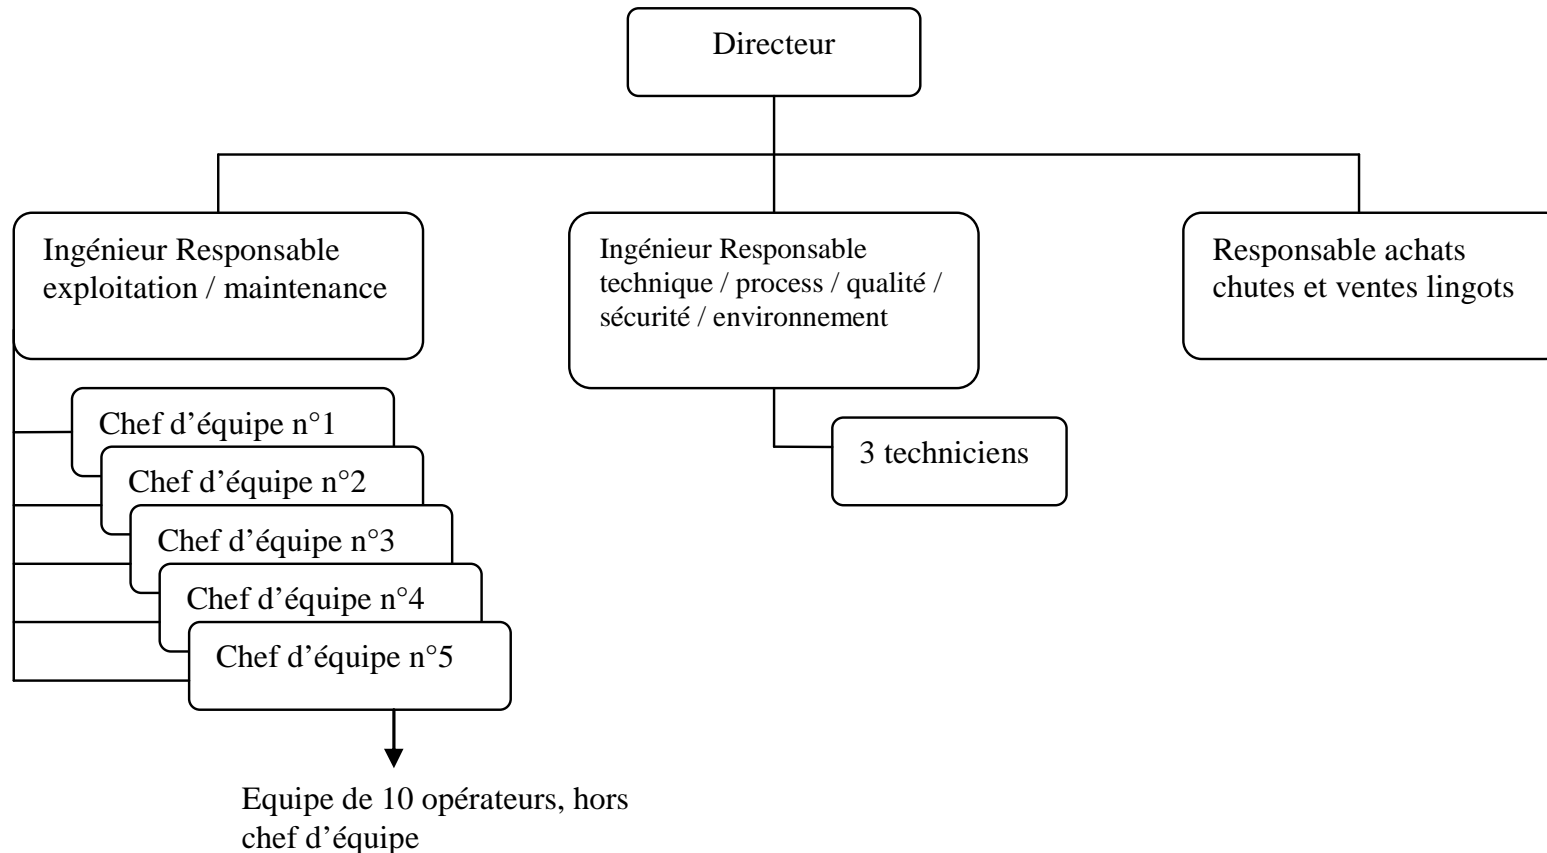 Directeur
Ingénieur Responsable
exploitation / maintenance
Ingénieur Responsable
technique / process / qualité /
sécurité / environnement
Responsable achats
chutes et ventes lingots
Chef d’équipe n°1
Chef d’équipe n°2
Chef d’équipe n°3
Chef d’équipe n°4
Chef d’équipe n°5
3 techniciens
Equipe de 10 opérateurs, hors
chef d’équipe